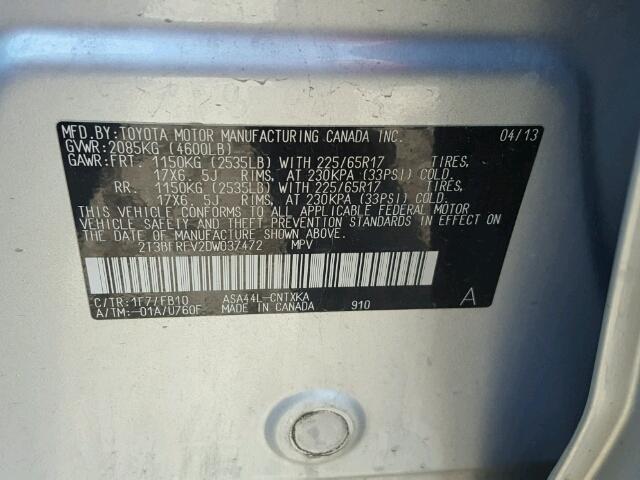 MFD.BY:TOYOTA MOTOR MANUFACTURING CANADA INC. 04/13
GVWR:2085KG (4600LB)
GAWR:FRT. 1150KG (2535LB) WITH 225/65R17 TIRES,
17X6.5J RIMS, AT 230KPA (33PSI) COLD.
RR. 1150KG (2535LB) WITH 225/65R17 TIRES,
17X6.5J RIMS, AT 230KPA (33PSI) COLD.
THIS VEHICLE CONFORMS TO ALL APPLICABLE FEDERAL MOTOR
VEHICLE SAFETY AND THEFT PREVENTION STANDARDS IN EFFECT ON
THE DATE OF MANUFACTURE SHOWN ABOVE.
2T3BFREV2DW037472 MPV
C/TR:1F7/FB10 ASA44L-CNTXKA A
A/TM:-01A/U760F MADE IN CANADA 910